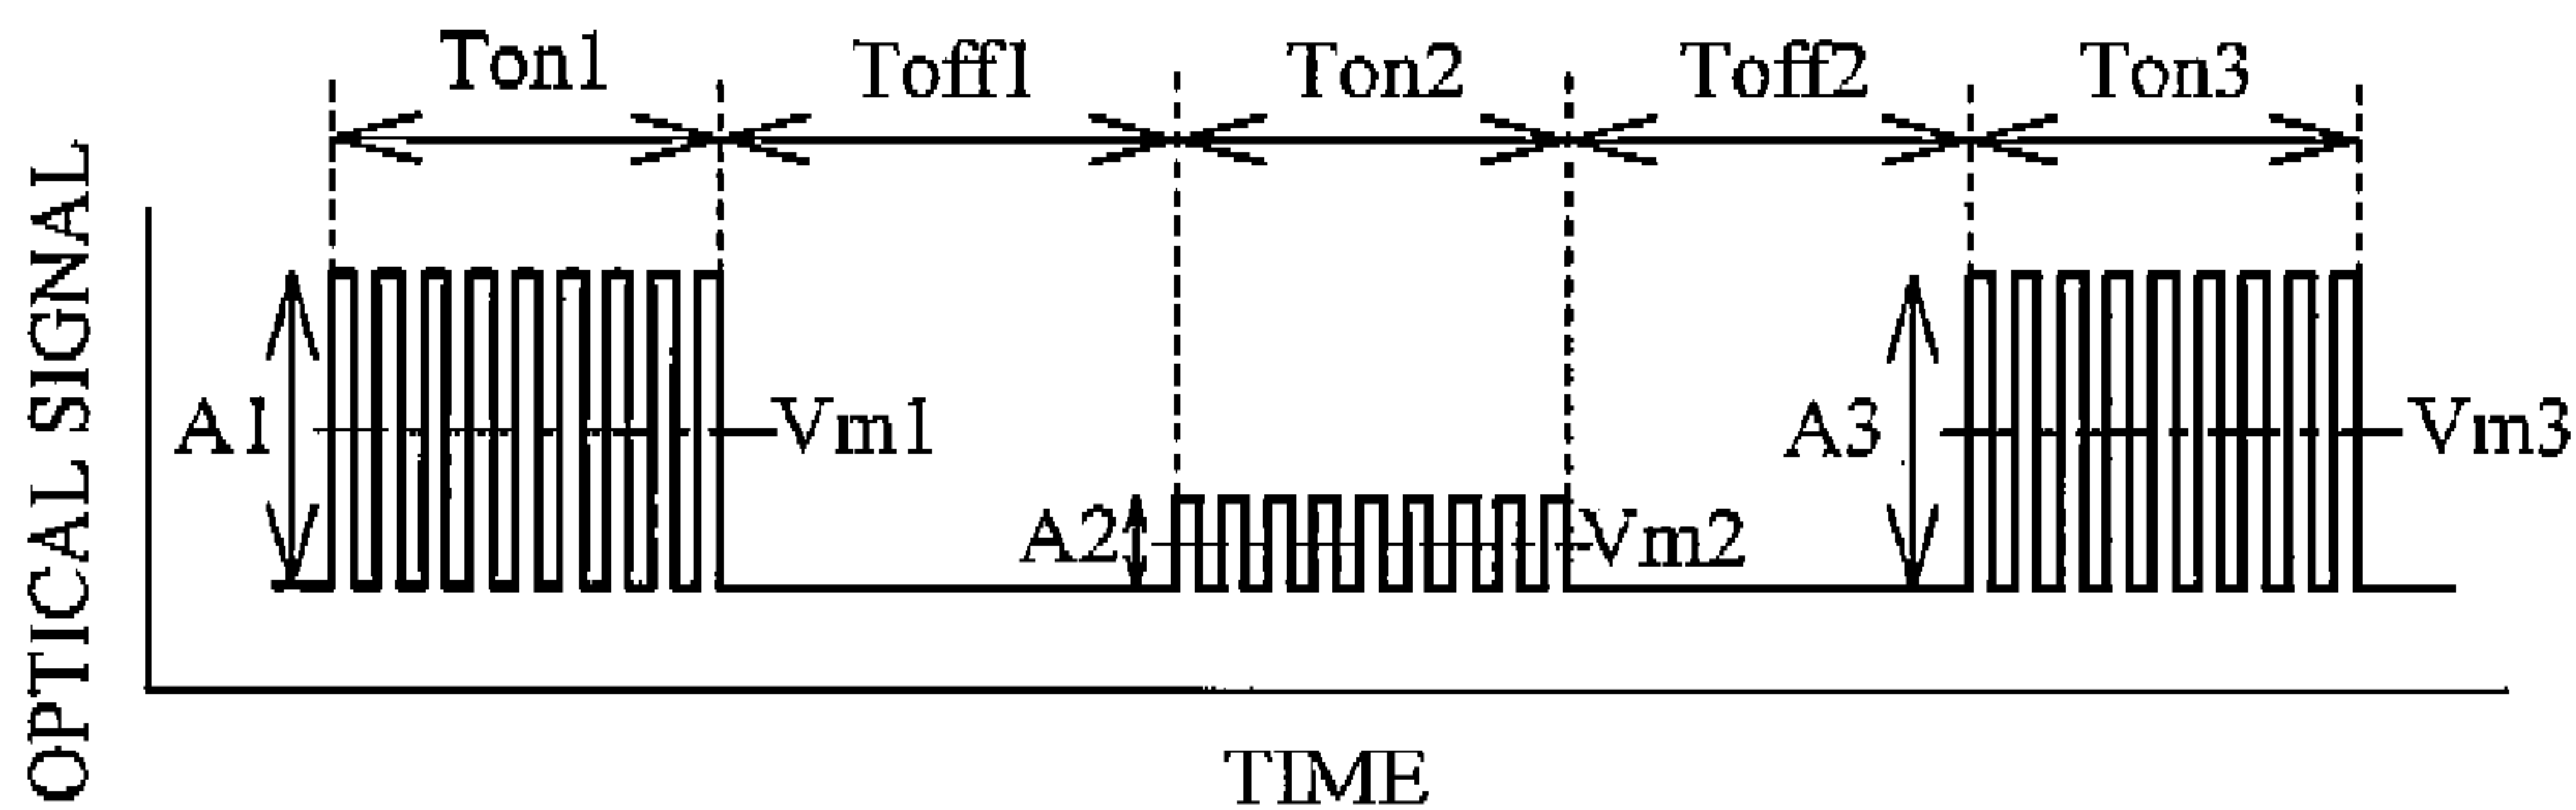 Ton1 Toff1 Ton2 Toff2 Ton3
OPTICAL SIGNAL
A1 Vm1 A2 Vm2 A3 Vm3
TIME